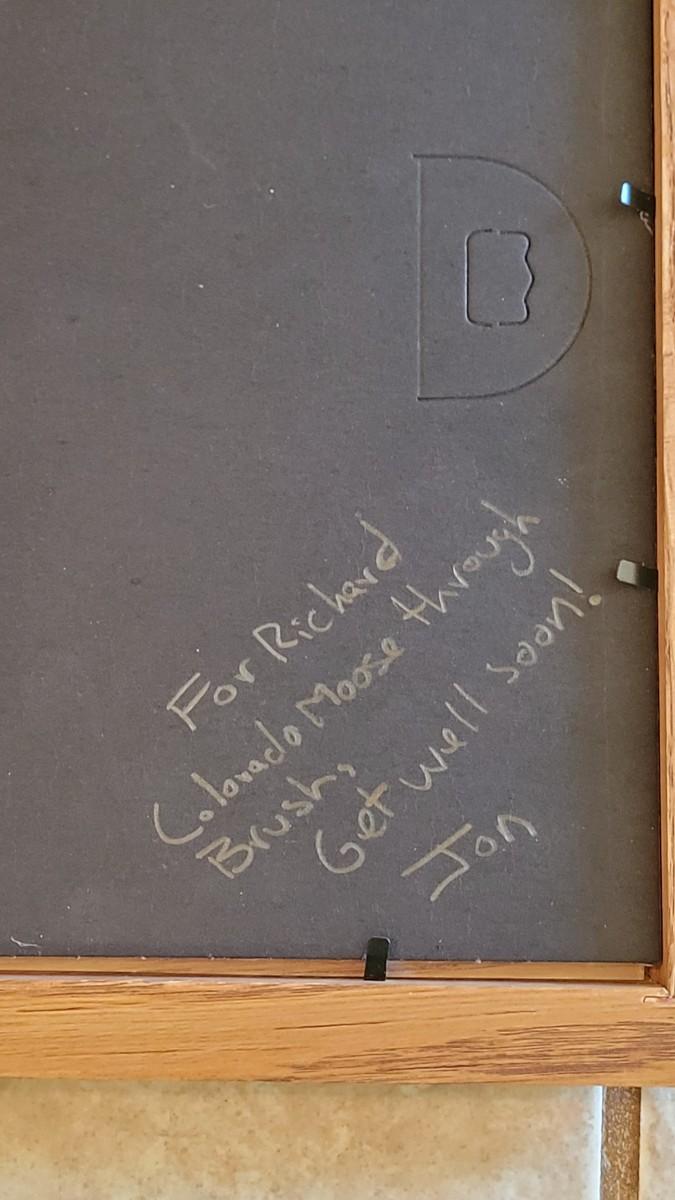 For Richard
Colorado Moose through
Brush,
Get well soon!
Jon